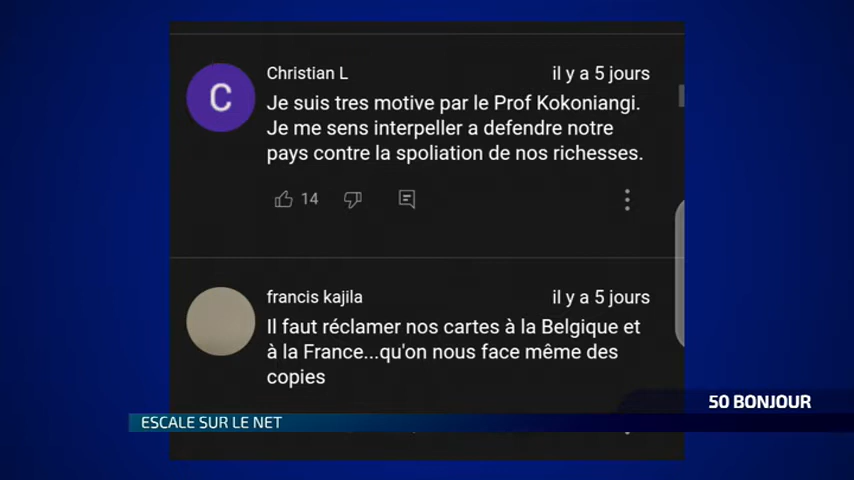 Christian L
il y a 5 jours
Je suis tres motive par le Prof Kokoniangi.
Je me sens interpeller a defendre notre
pays contre la spoliation de nos richesses.
14
francis kajila
il y a 5 jours
Il faut réclamer nos cartes à la Belgique et
à la France...qu'on nous face même des
copies
50 BONJOUR
ESCALE SUR LE NET
C